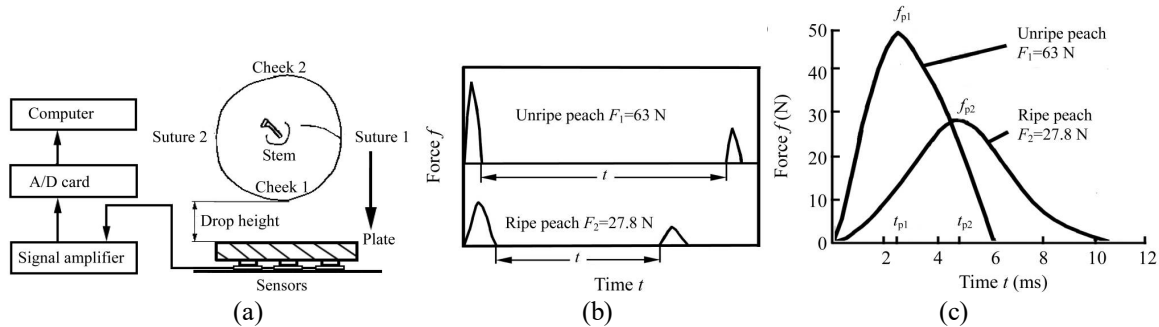 Computer
A/D card
Signal amplifier
Cheek 2
Suture 2
Suture 1
Stem
Cheek 1
Drop height
Plate
Sensors
(a)
Force f
Unripe peach F1=63 N
t
Ripe peach F2=27.8 N
t
Time t
(b)
Force f (N)
50
40
30
20
10
0
fp1
Unripe peach
F1=63 N
fp2
Ripe peach
F2=27.8 N
tp1
tp2
0
2
4
6
8
10
12
Time t (ms)
(c)